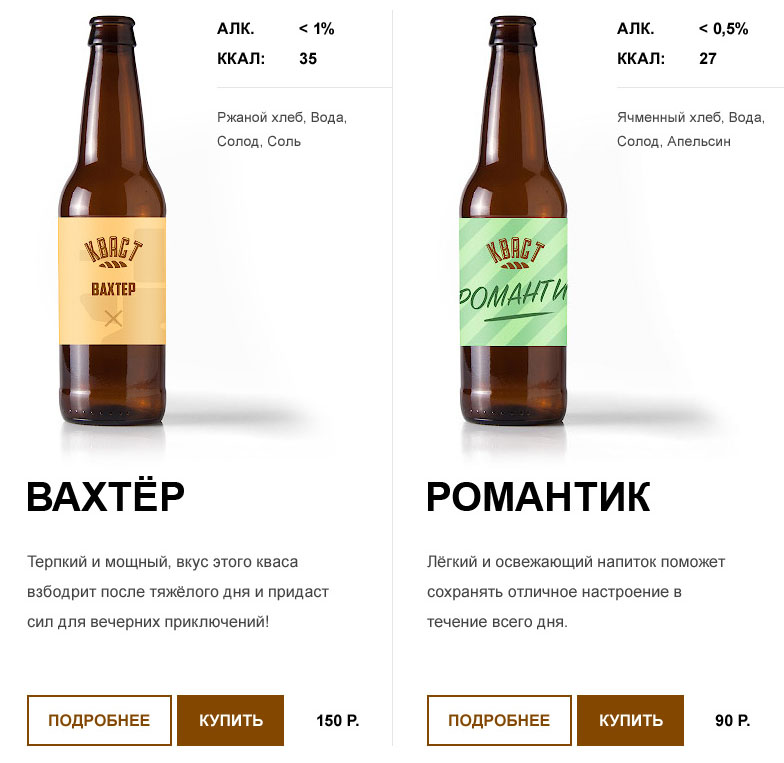 АЛК. < 1%
ККАЛ: 35
Ржаной хлеб, Вода,
Солод, Соль
КВАСТ
ВАХТЕР
ВАХТЁР
Терпкий и мощный, вкус этого кваса
взбодрит после тяжёлого дня и придаст
сил для вечерних приключений!
ПОДРОБНЕЕ КУПИТЬ 150 Р.
АЛК. < 0,5%
ККАЛ: 27
Ячменный хлеб, Вода,
Солод, Апельсин
КВАСТ
РОМАНТИ
РОМАНТИК
Лёгкий и освежающий напиток поможет
сохранять отличное настроение в
течение всего дня.
ПОДРОБНЕЕ КУПИТЬ 90 Р.